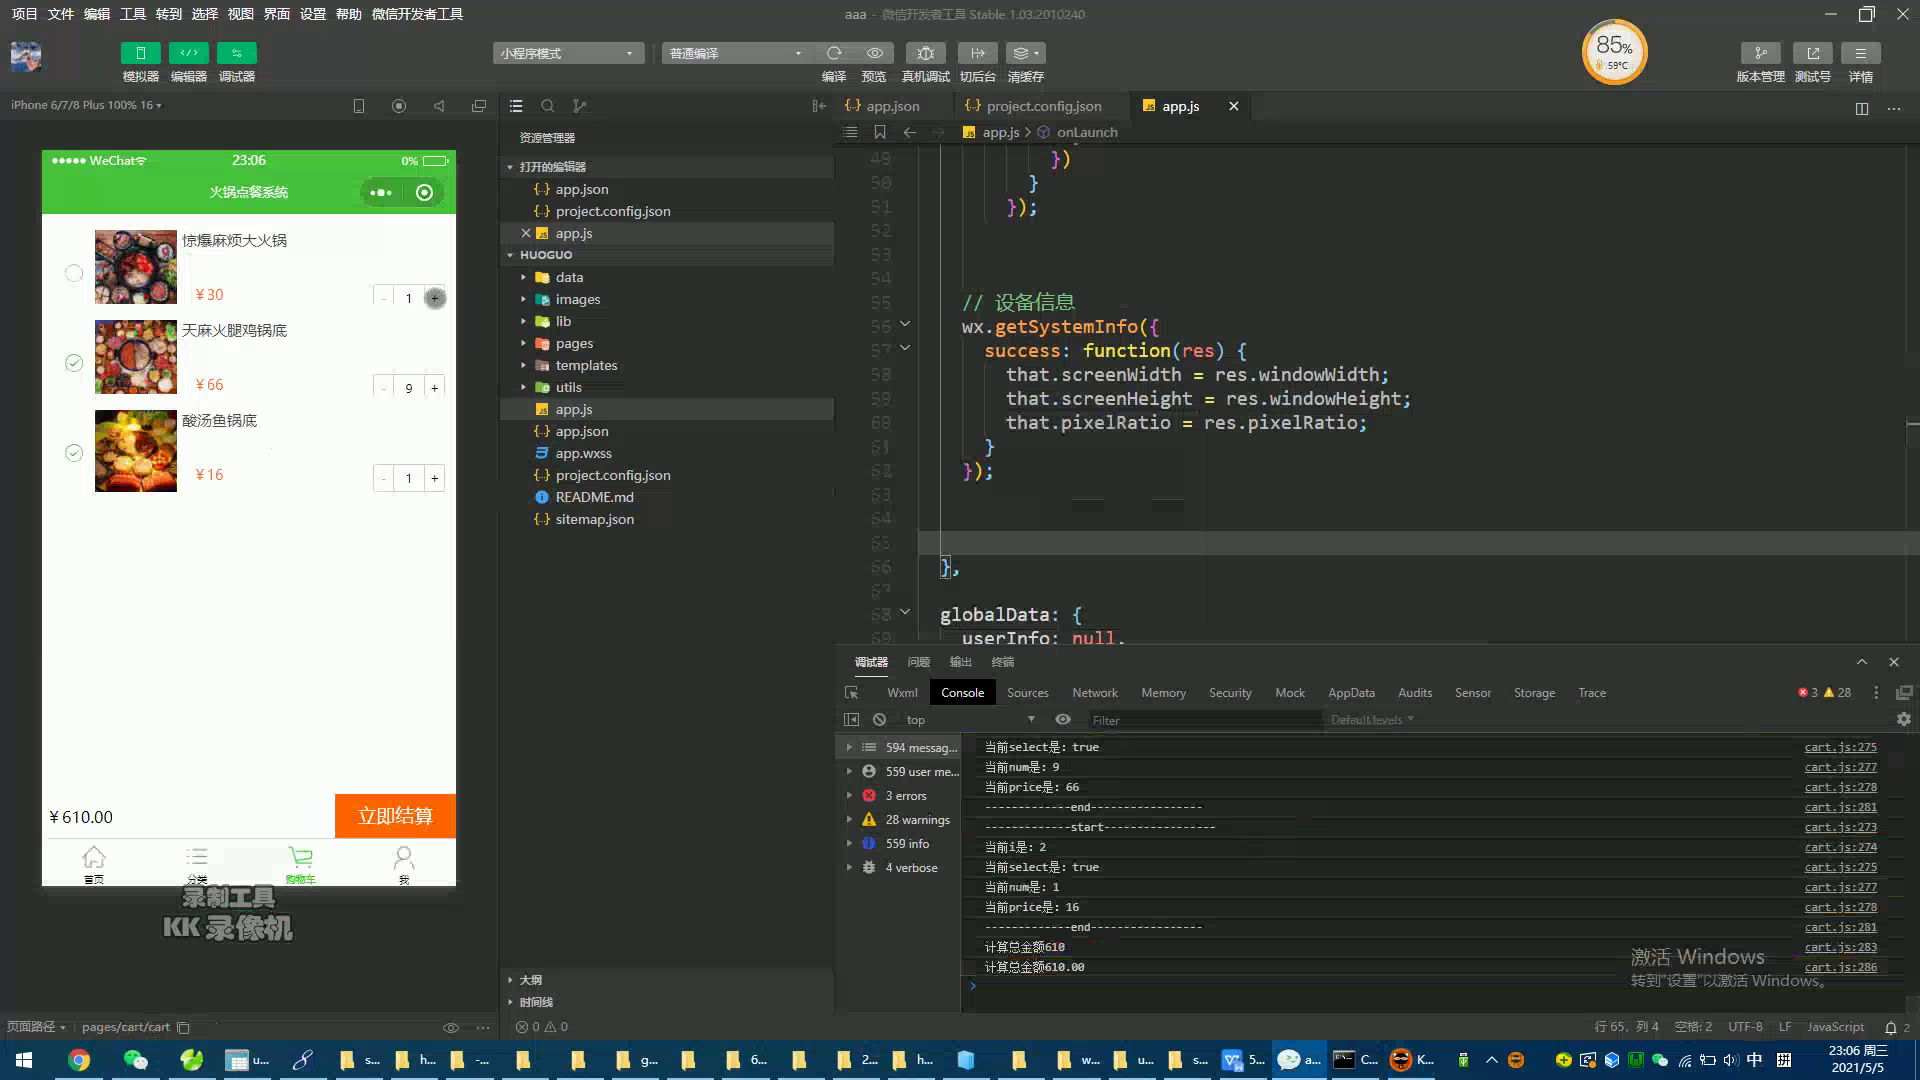 项目 文件 编辑 工具 转到 选择 视图 界面 设置 帮助 微信开发者工具
aaa - 微信开发者工具 Stable 1.03.2010240
模拟器 编辑器 调试器
小程序模式
普通编译
编译 预览 真机调试 切后台 清缓存
85%
59°C
版本管理 测试号 详情
iPhone 6/7/8 Plus 100% 16
WeChat
23:06
0%
火锅点餐系统
惊爆麻烦大火锅
¥30
- 1 +
天麻火腿鸡锅底
¥66
- 9 +
酸汤鱼锅底
¥16
- 1 +
¥610.00
立即结算
首页 分类 购物车 我
录制工具
KK 录像机
页面路径 pages/cart/cart
资源管理器
打开的编辑器
app.json
project.config.json
app.js
HUOGUO
data
images
lib
pages
templates
utils
app.js
app.json
app.wxss
project.config.json
README.md
sitemap.json
大纲
时间线
0 0
app.json project.config.json app.js
app.js > onLaunch
49 })
50 }
51 });
52
53
54
55 // 设备信息
56 wx.getSystemInfo({
57 success: function(res) {
58 that.screenWidth = res.windowWidth;
59 that.screenHeight = res.windowHeight;
60 that.pixelRatio = res.pixelRatio;
61 }
62 });
63
64
65
66 },
67
68 globalData: {
69 userInfo: null,
调试器 问题 输出 终端
Wxml Console Sources Network Memory Security Mock AppData Audits Sensor Storage Trace
3 28
top Filter Default levels
594 messag...
559 user me...
3 errors
28 warnings
559 info
4 verbose
当前select是: true cart.js:275
当前num是: 9 cart.js:277
当前price是: 66 cart.js:278
-------------end----------------- cart.js:281
-------------start----------------- cart.js:273
当前i是: 2 cart.js:274
当前select是: true cart.js:275
当前num是: 1 cart.js:277
当前price是: 16 cart.js:278
-------------end----------------- cart.js:281
计算总金额610 cart.js:283
计算总金额610.00 cart.js:286
激活 Windows
转到"设置"以激活 Windows。
行 65，列 4 空格: 2 UTF-8 LF JavaScript 2
u... s... h... -... g... 6... 2... h... w... u... s... 5... a... C... K...
中 拼
23:06 周三
2021/5/5